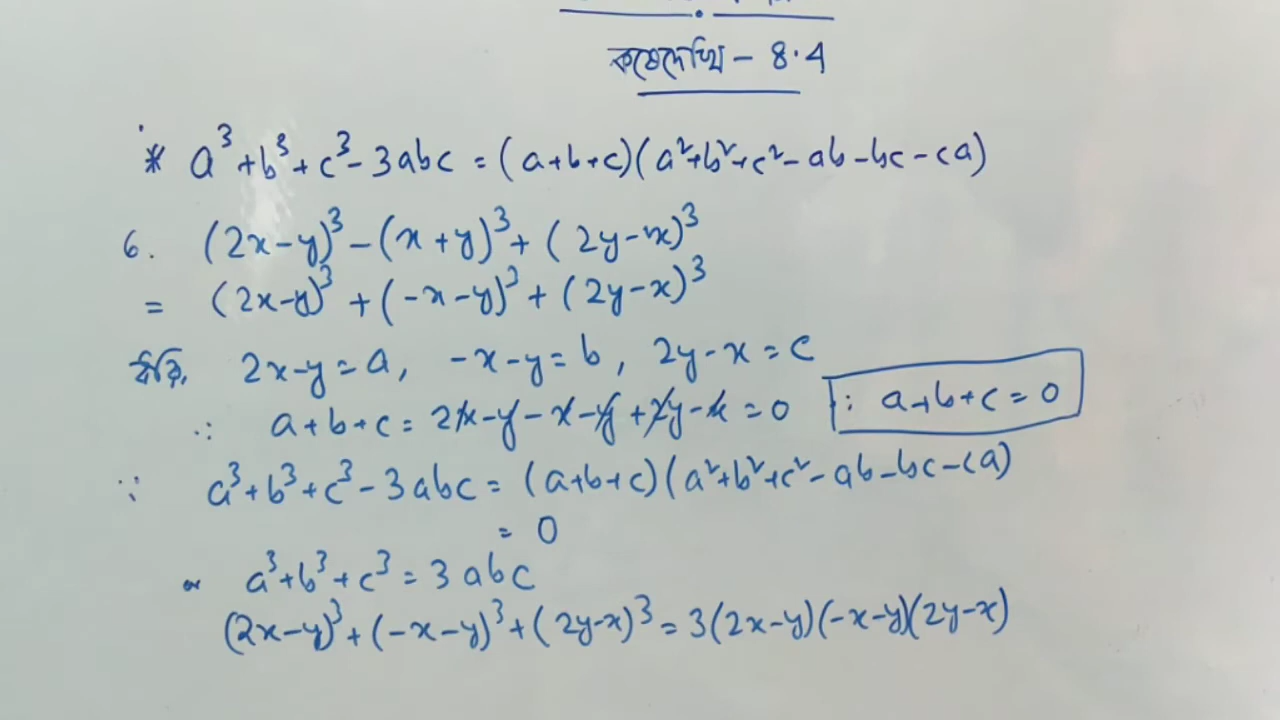 কষেদেখি - 8.4
* a³+b³+c³-3abc = (a+b+c)(a²+b²+c²-ab-bc-ca)
6. (2x-y)³-(x+y)³+(2y-x)³
= (2x-y)³+(-x-y)³+(2y-x)³
ধরি, 2x-y=a, -x-y=b, 2y-x=c
∴ a+b+c = 2x-y-x-y+2y-x=0 ∴ a+b+c=0
∵ a³+b³+c³-3abc = (a+b+c)(a²+b²+c²-ab-bc-ca)
= 0
or a³+b³+c³=3abc
(2x-y)³+(-x-y)³+(2y-x)³=3(2x-y)(-x-y)(2y-x)